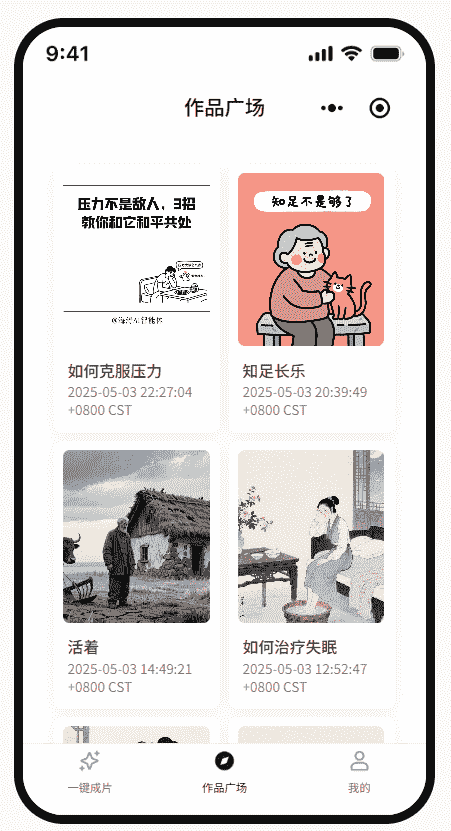 9:41
作品广场
压力不是敌人，3招
教你和它和平共处
知足不是够了
如何克服压力
2025-05-03 22:27:04
+0800 CST
知足长乐
2025-05-03 20:39:49
+0800 CST
活着
2025-05-03 14:49:21
+0800 CST
如何治疗失眠
2025-05-03 12:52:47
+0800 CST
一键成片
作品广场
我的